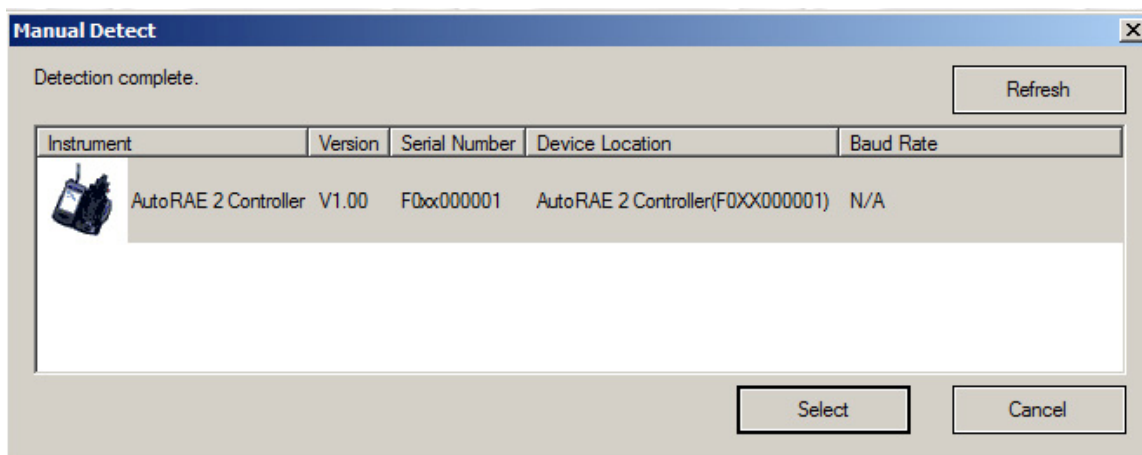 Manual Detect
Detection complete.
Refresh
Instrument Version Serial Number Device Location Baud Rate
AutoRAE 2 Controller V1.00 F0xx000001 AutoRAE 2 Controller(F0XX000001) N/A
Select Cancel